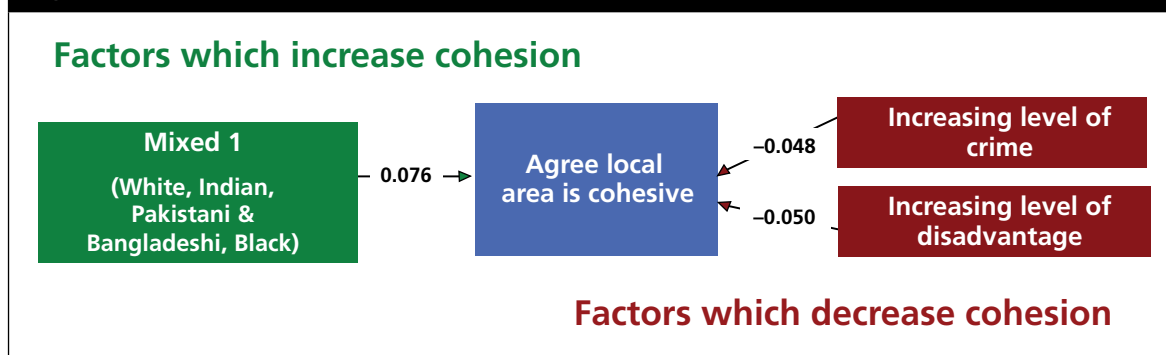 Factors which increase cohesion
Mixed 1
(White, Indian,
Pakistani &
Bangladeshi, Black)
0.076
Agree local
area is cohesive
–0.048
–0.050
Increasing level of
crime
Increasing level of
disadvantage
Factors which decrease cohesion